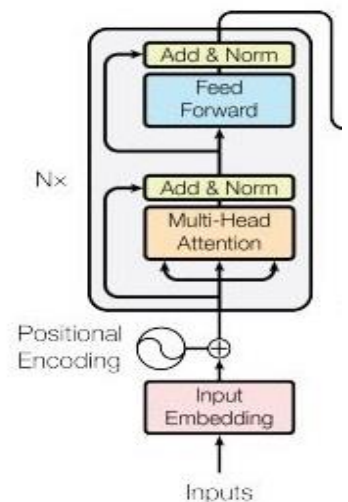 Add & Norm
Feed
Forward
Nx
Add & Norm
Multi-Head
Attention
Positional
Encoding
Input
Embedding
Inputs